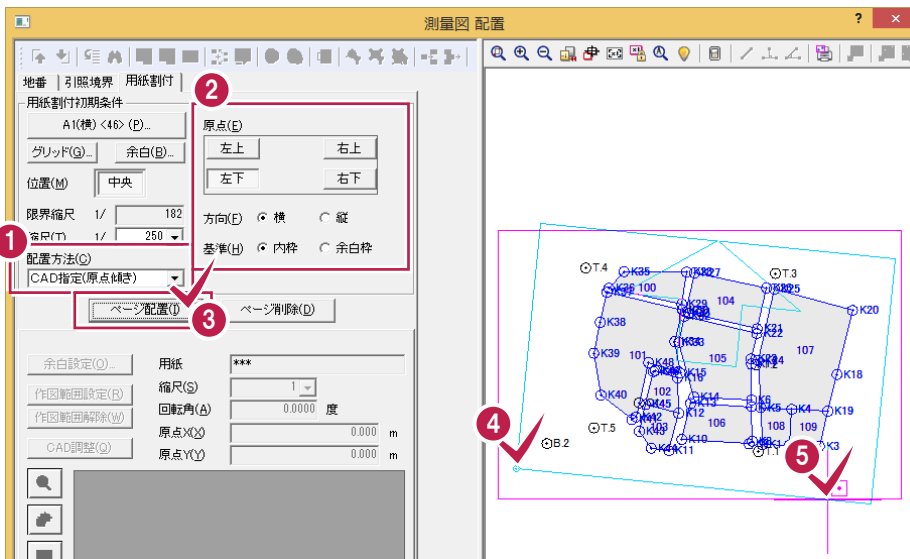 測量図 配置
? ×
地番 引照境界 用紙割付
用紙割付初期条件
A1(横) <46> (P)...
グリッド(G)... 余白(B)...
位置(M) 中央
限界縮尺 1/ 182
縮尺(T) 1/ 250
配置方法(C)
CAD指定(原点傾き)
原点(E)
左上 右上
左下 右下
方向(F) 横 縦
基準(H) 内枠 余白枠
ページ配置(I) ページ削除(D)
余白設定(O)...
作図範囲設定(R)
作図範囲解除(W)
CAD調整(Q)
用紙 ***
縮尺(S) 1
回転角(A) 0.0000 度
原点X(X) 0.000 m
原点Y(Y) 0.000 m
1
2
3
4
5
T.4
K35
T.3
100
104
K29
K20
K38
K21
K22
107
K33
K39
101
K48
105
K15
K16
K18
K40
102
K45
K14
K13
K12
K6
K5
K4
K19
K42
K43
103
106
108
109
T.5
B.2
K10
K11
K1
K3
T.1